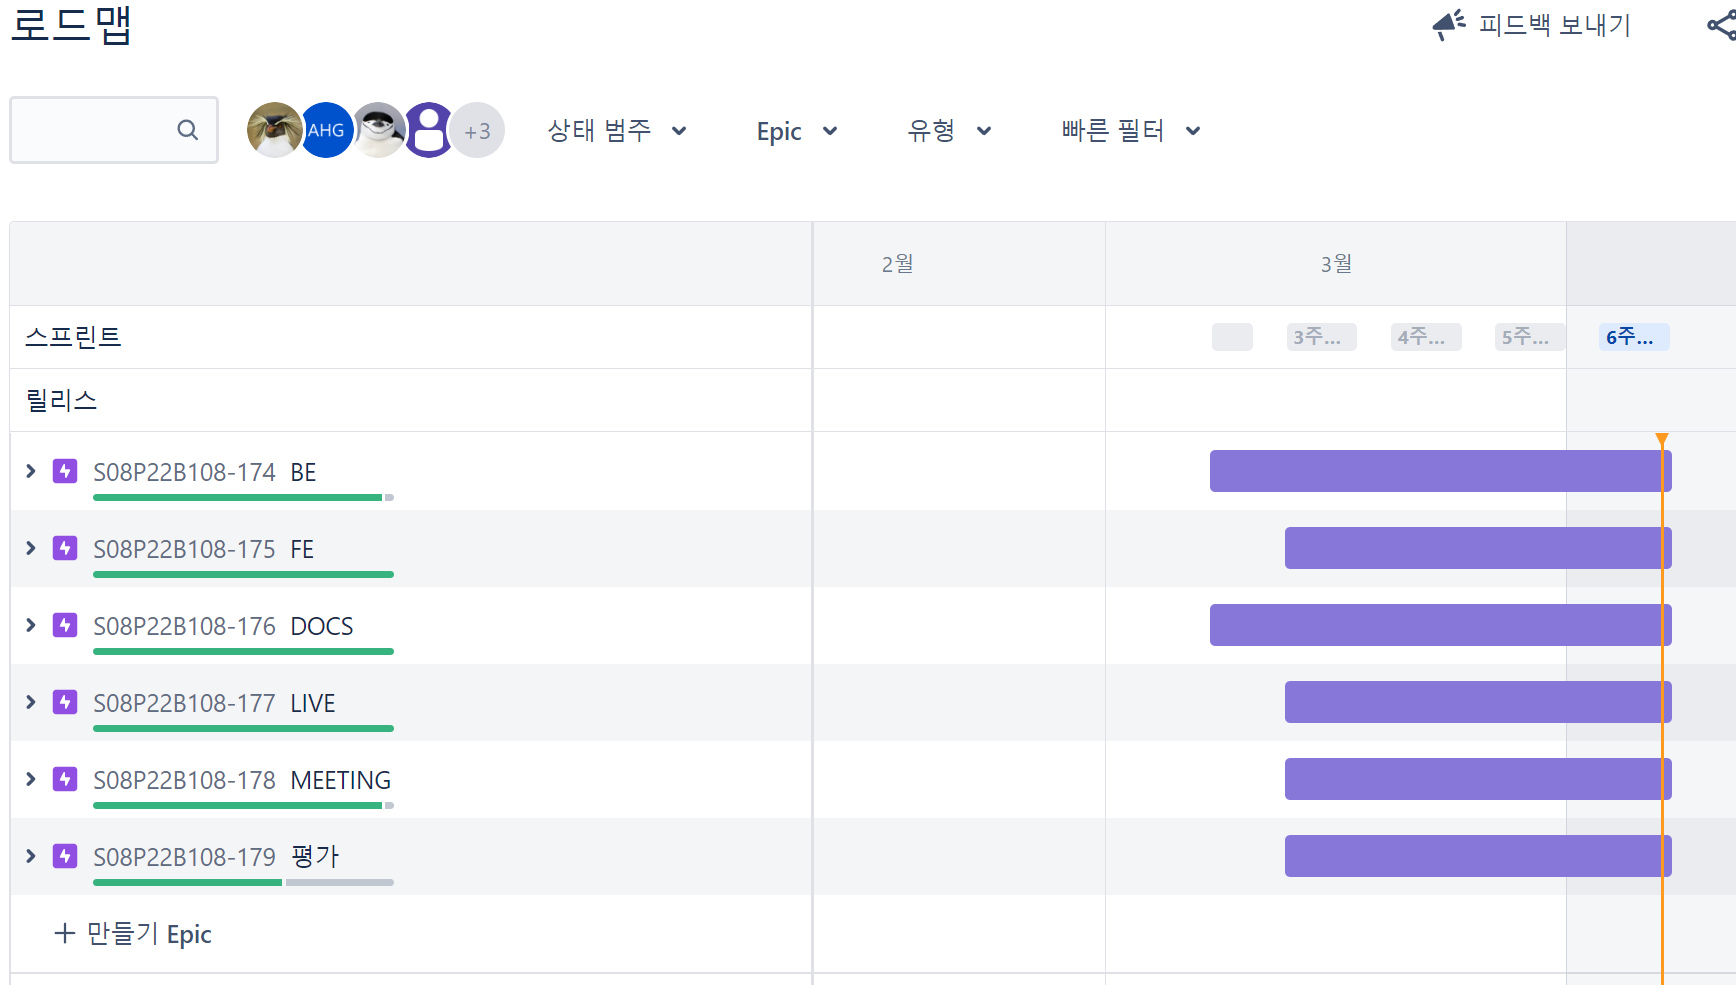 로드맵
피드백 보내기
AHG
+3
상태 범주
Epic
유형
빠른 필터
2월
3월
스프린트
3주...
4주...
5주...
6주...
릴리스
S08P22B108-174 BE
S08P22B108-175 FE
S08P22B108-176 DOCS
S08P22B108-177 LIVE
S08P22B108-178 MEETING
S08P22B108-179 평가
+ 만들기 Epic